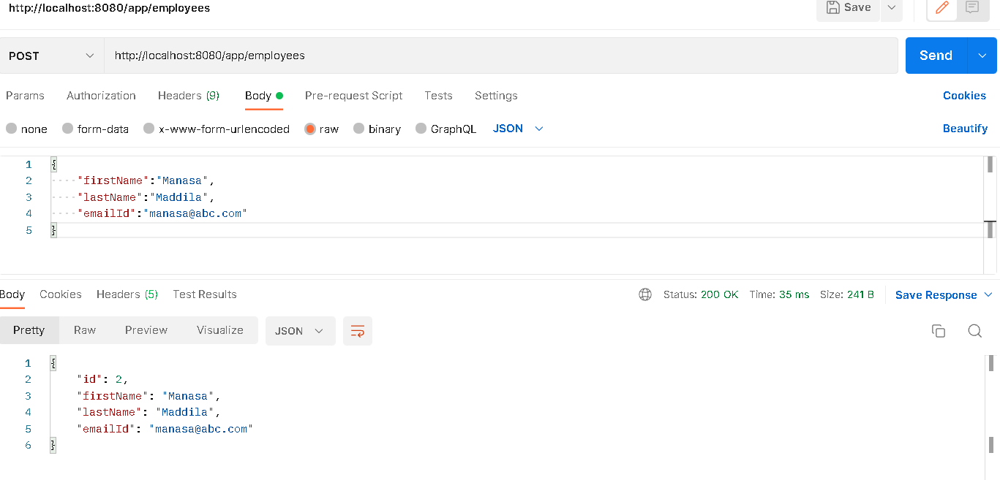 http://localhost:8080/app/employees Save
POST http://localhost:8080/app/employees Send
Params Authorization Headers (9) Body Pre-request Script Tests Settings Cookies
none form-data x-www-form-urlencoded raw binary GraphQL JSON Beautify
1 {
2 "firstName":"Manasa",
3 "lastName":"Maddila",
4 "emailId":"manasa@abc.com"
5 }
Body Cookies Headers (5) Test Results Status: 200 OK Time: 35 ms Size: 241 B Save Response
Pretty Raw Preview Visualize JSON
1 {
2 "id": 2,
3 "firstName": "Manasa",
4 "lastName": "Maddila",
5 "emailId": "manasa@abc.com"
6 }